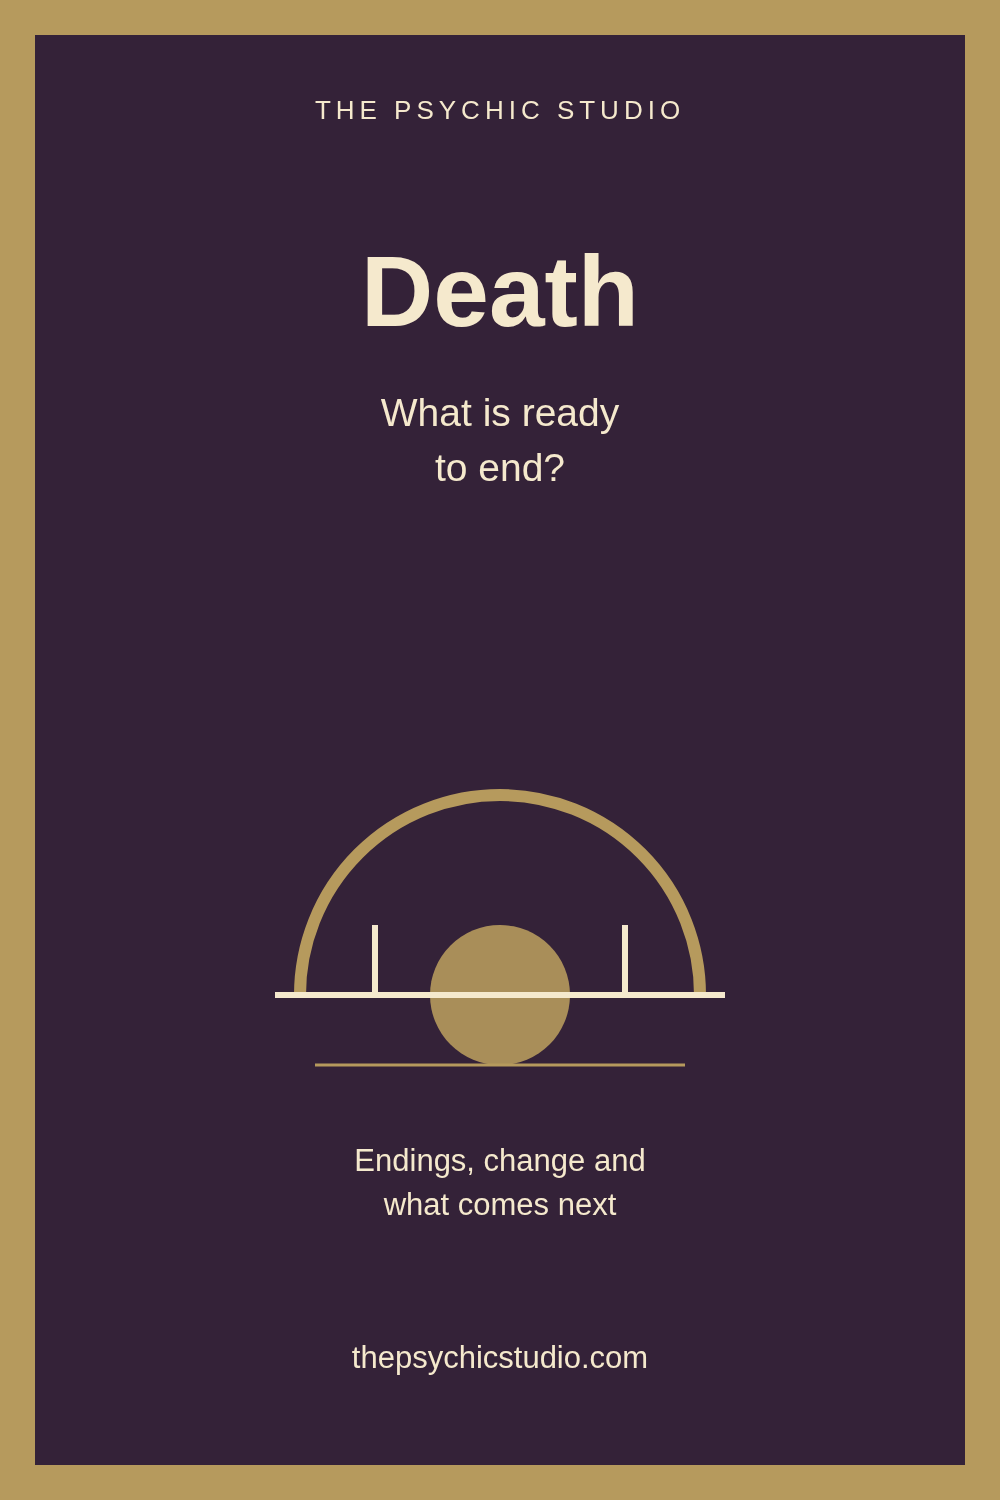 THE PSYCHIC STUDIO
Death
What is ready
to end?
Endings, change and
what comes next
thepsychicstudio.com